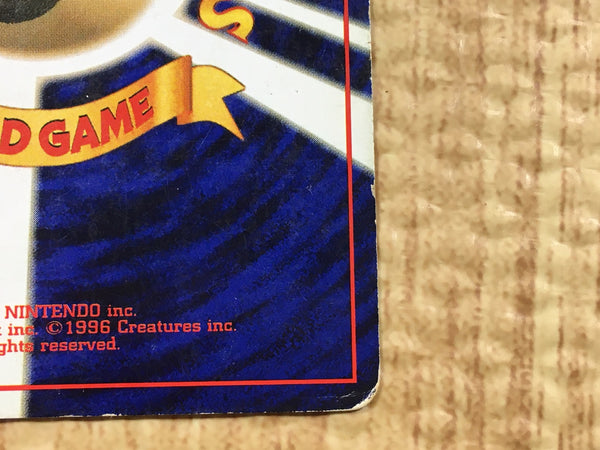 S
D GAME
NINTENDO inc.
inc. ©1996 Creatures inc.
ghts reserved.